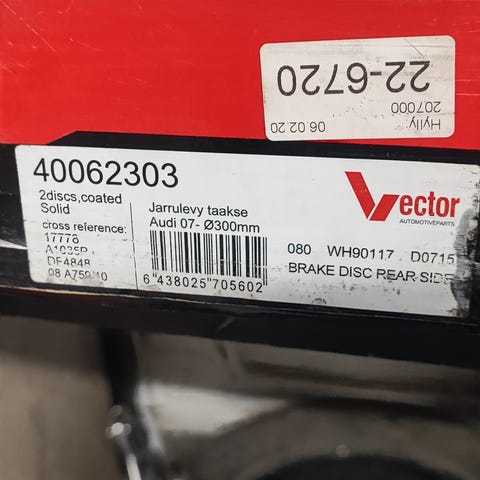 22-6720
Hylly:
207000
06.02.20
40062303
2discs,coated
Solid
cross reference:
17778
DF4848
Jarrulevy taakse
Audi 07- Ø300mm
6 438025 705602
Vector
AUTOMOTIVEPARTS
080 WH90117 . D0715
BRAKE DISC REAR SIDE